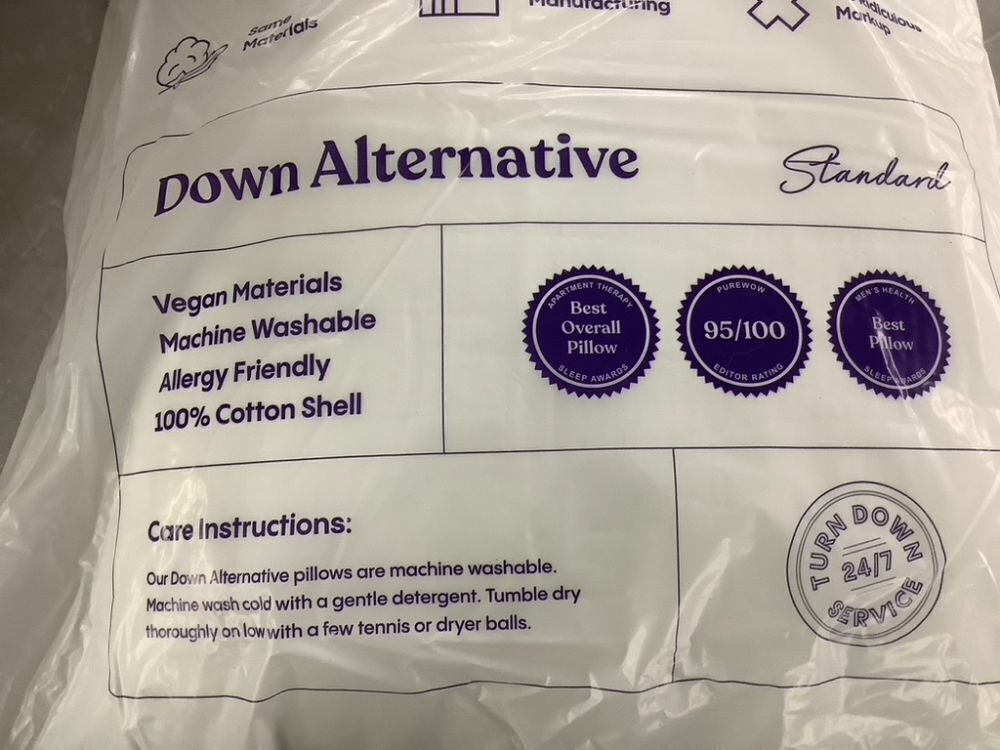 Same
Materials
Manufacturing
Ridiculous
Markup
Down Alternative
Standard
Vegan Materials
Machine Washable
Allergy Friendly
100% Cotton Shell
APARTMENT THERAPY
Best
Overall
Pillow
SLEEP AWARDS
PUREWOW
95/100
EDITOR RATING
MEN'S HEALTH
Best
Pillow
SLEEP AWARDS
Care Instructions:
Our Down Alternative pillows are machine washable.
Machine wash cold with a gentle detergent. Tumble dry
thoroughly on low with a few tennis or dryer balls.
TURN DOWN
24/7
SERVICE